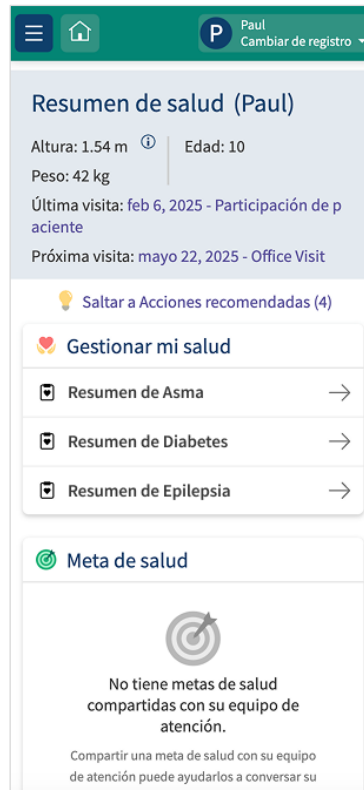 P
Paul
Cambiar de registro
Resumen de salud (Paul)
Altura: 1.54 m
Edad: 10
Peso: 42 kg
Última visita: feb 6, 2025 - Participación de p
aciente
Próxima visita: mayo 22, 2025 - Office Visit
Saltar a Acciones recomendadas (4)
Gestionar mi salud
Resumen de Asma
Resumen de Diabetes
Resumen de Epilepsia
Meta de salud
No tiene metas de salud
compartidas con su equipo de
atención.
Compartir una meta de salud con su equipo
de atención puede ayudarlos a conversar su